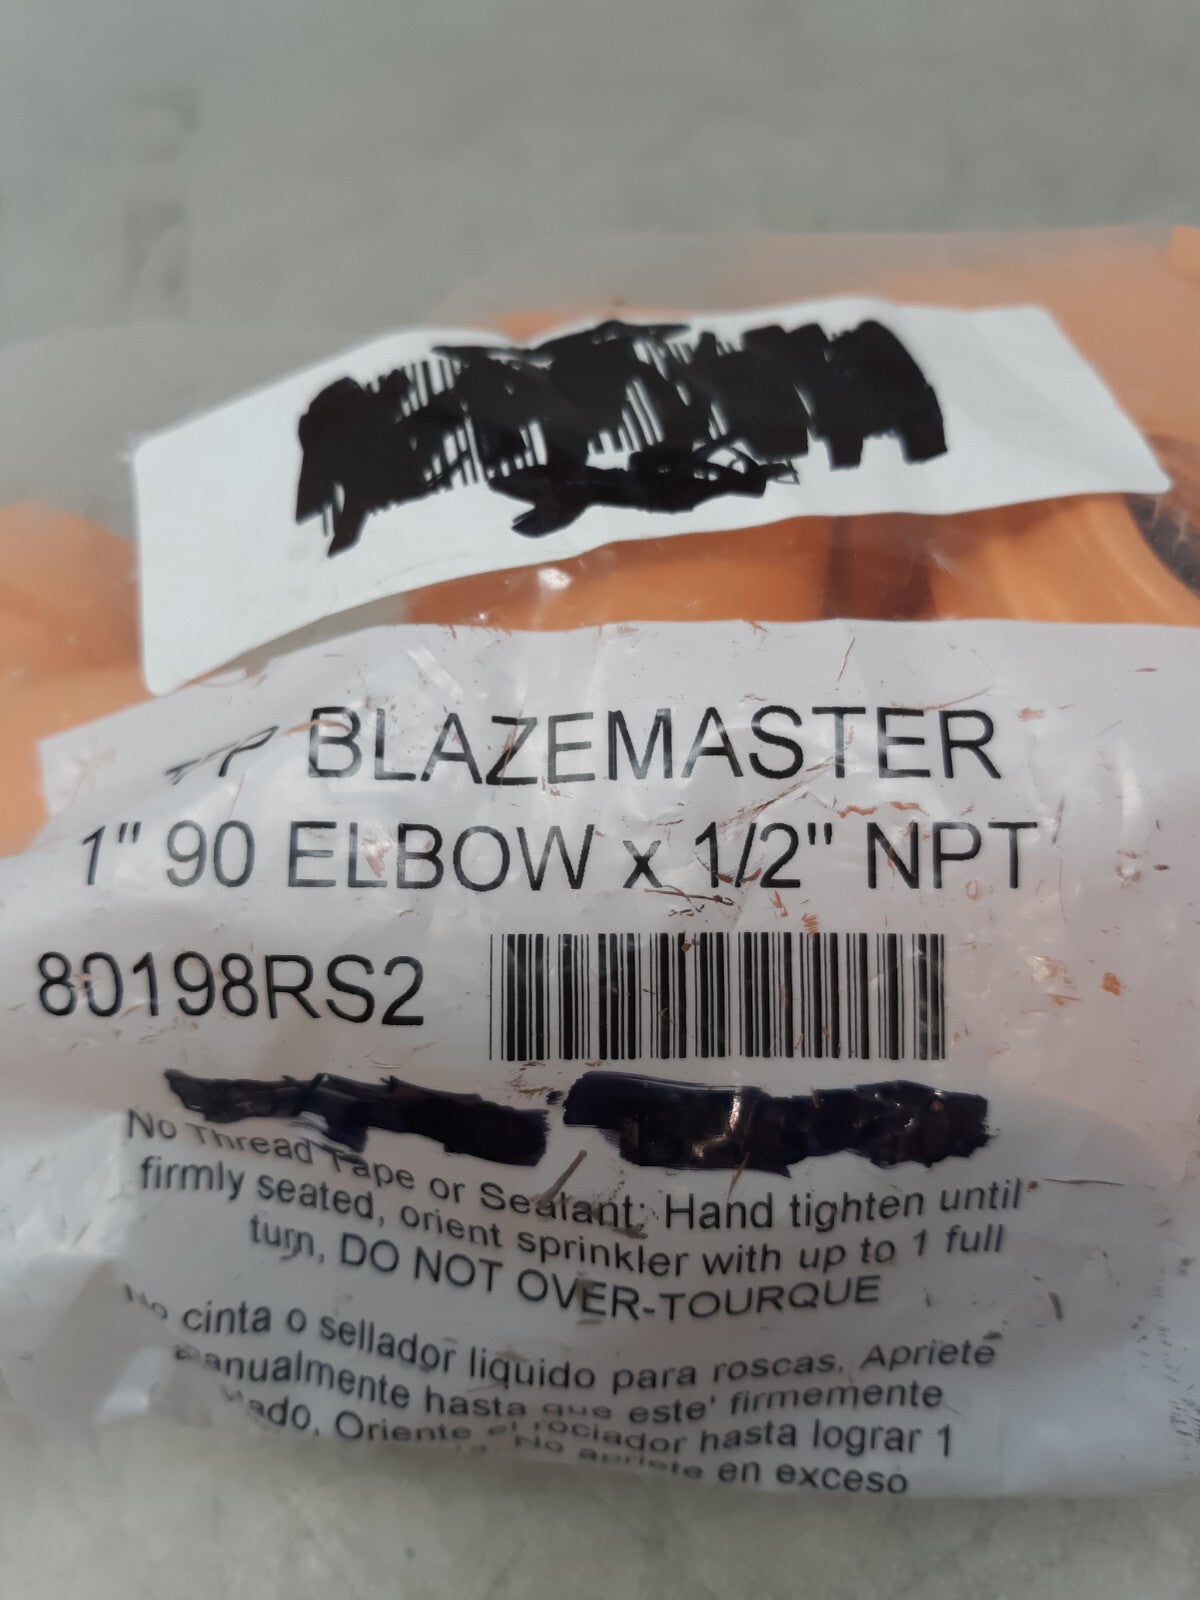 BLAZEMASTER
1" 90 ELBOW x 1/2" NPT
80198RS2
No Thread Tape or Sealant; Hand tighten until
firmly seated, orient sprinkler with up to 1 full
turn, DO NOT OVER-TOURQUE
No cinta o sellador liquido para roscas. Apriete
manualmente hasta que este' firmemente
Oriente el rociador hasta lograr 1
No apriete en exceso